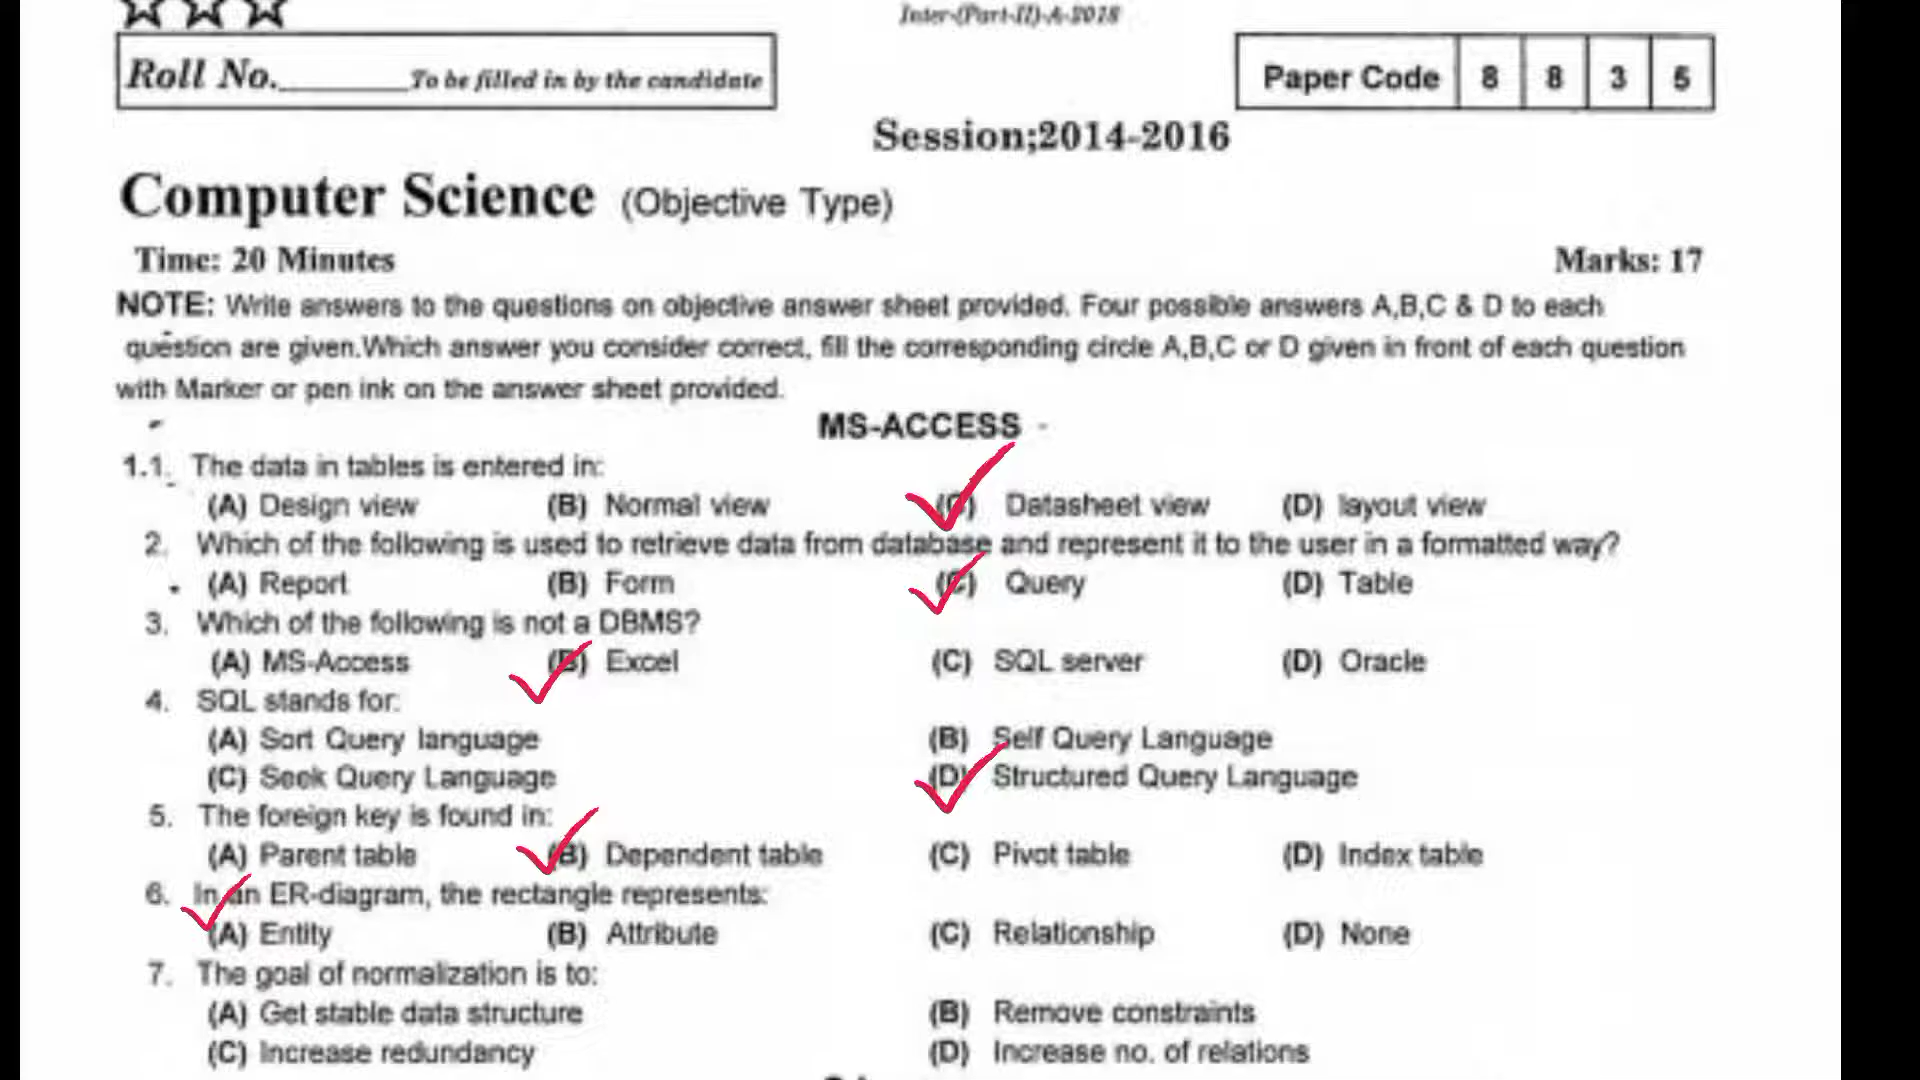 Inter-(Part-II)-A-2018
Roll No. To be filled in by the candidate
Paper Code 8 8 3 5
Session;2014-2016
Computer Science (Objective Type)
Time: 20 Minutes Marks: 17
NOTE: Write answers to the questions on objective answer sheet provided. Four possible answers A,B,C & D to each
question are given.Which answer you consider correct, fill the corresponding circle A,B,C or D given in front of each question
with Marker or pen ink on the answer sheet provided.
MS-ACCESS
1.1. The data in tables is entered in:
(A) Design view (B) Normal view (C) Datasheet view (D) layout view
2. Which of the following is used to retrieve data from database and represent it to the user in a formatted way?
(A) Report (B) Form (C) Query (D) Table
3. Which of the following is not a DBMS?
(A) MS-Access (B) Excel (C) SQL server (D) Oracle
4. SQL stands for:
(A) Sort Query language (B) Self Query Language
(C) Seek Query Language (D) Structured Query Language
5. The foreign key is found in:
(A) Parent table (B) Dependent table (C) Pivot table (D) Index table
6. In an ER-diagram, the rectangle represents:
(A) Entity (B) Attribute (C) Relationship (D) None
7. The goal of normalization is to:
(A) Get stable data structure (B) Remove constraints
(C) Increase redundancy (D) Increase no. of relations